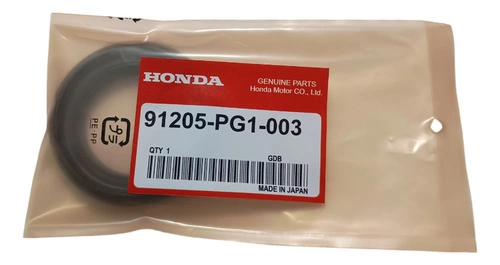 HONDA
GENUINE PARTS
Honda Motor CO., Ltd.
91205-PG1-003
QTY 1
GDB
MADE IN JAPAN
PE PP